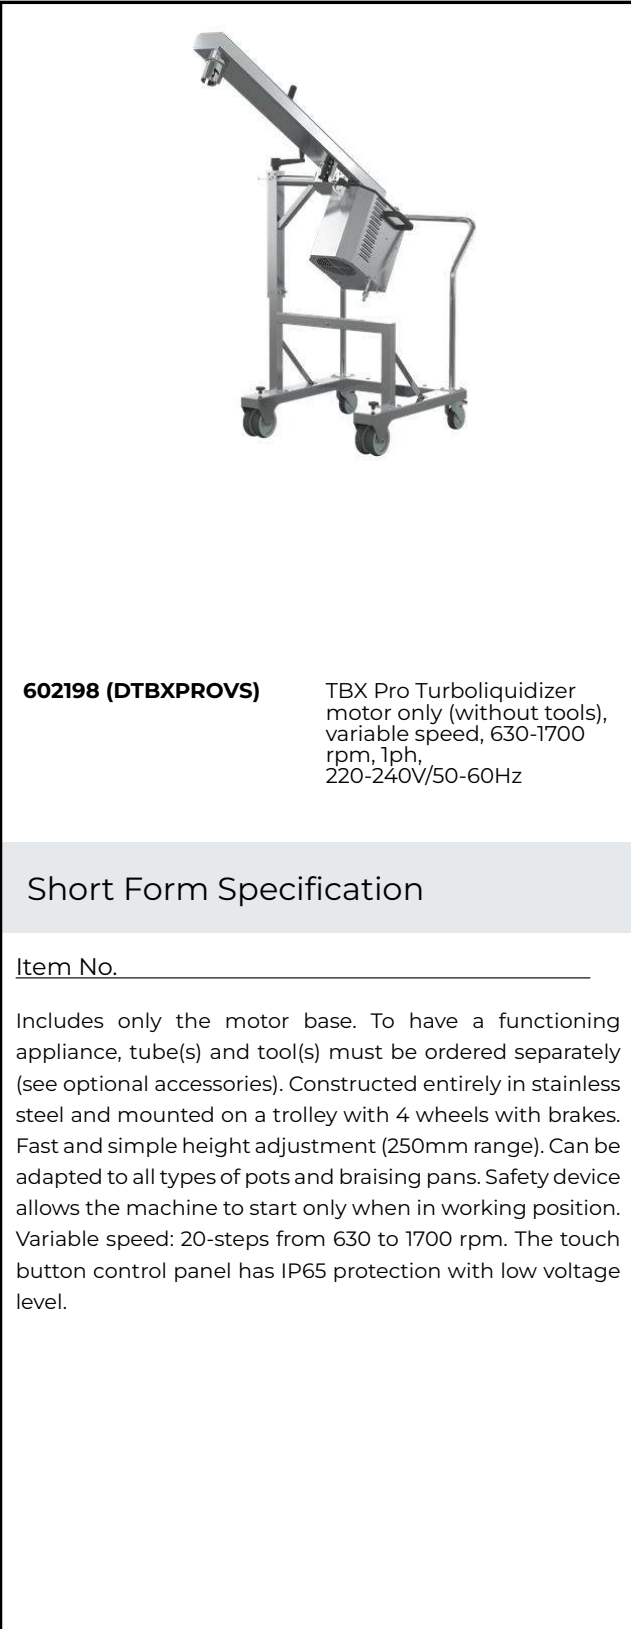 602198 (DTBXPROVS)
TBX Pro Turboliquidizer
motor only (without tools),
variable speed, 630-1700
rpm, 1ph,
220-240V/50-60Hz
Short Form Specification
Item No.
Includes only the motor base. To have a functioning
appliance, tube(s) and tool(s) must be ordered separately
(see optional accessories). Constructed entirely in stainless
steel and mounted on a trolley with 4 wheels with brakes.
Fast and simple height adjustment (250mm range). Can be
adapted to all types of pots and braising pans. Safety device
allows the machine to start only when in working position.
Variable speed: 20-steps from 630 to 1700 rpm. The touch
button control panel has IP65 protection with low voltage
level.